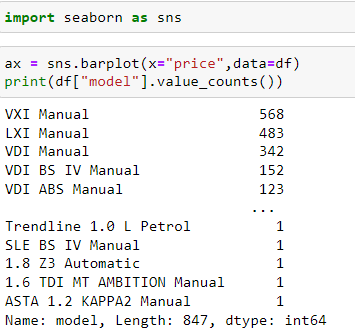 import seaborn as sns
ax = sns.barplot(x="price",data=df)
print(df["model"].value_counts())
VXI Manual 568
LXI Manual 483
VDI Manual 342
VDI BS IV Manual 152
VDI ABS Manual 123
...
Trendline 1.0 L Petrol 1
SLE BS IV Manual 1
1.8 Z3 Automatic 1
1.6 TDI MT AMBITION Manual 1
ASTA 1.2 KAPPA2 Manual 1
Name: model, Length: 847, dtype: int64